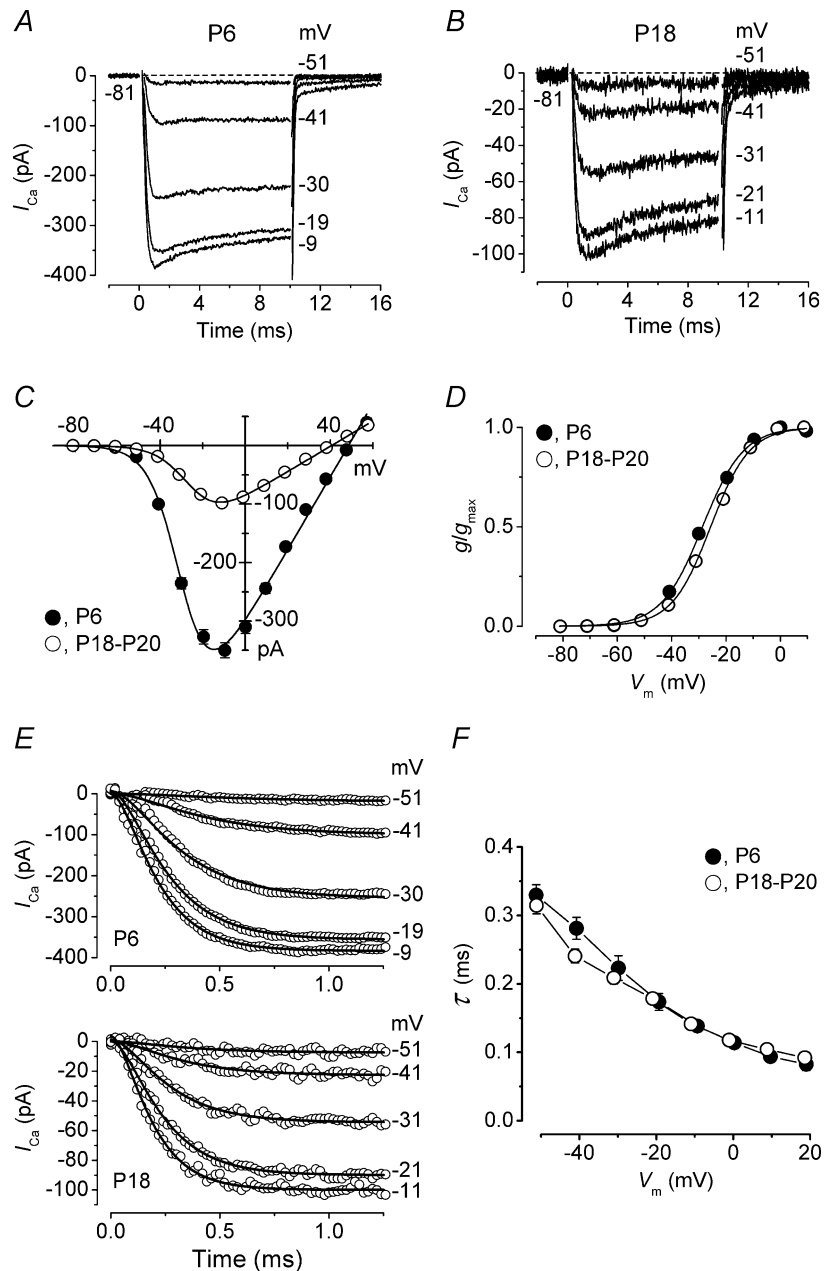 A
P6
mV
-51
0
-81
-41
-100
-30
-200
-19
-300
-9
-400
I_Ca (pA)
0 4 8 12 16
Time (ms)
B
P18
mV
-51
0
-81
-41
-20
-31
-40
-21
-60
-11
-80
-100
I_Ca (pA)
0 4 8 12 16
Time (ms)
C
-80 -40 0 40
mV
-100
-200
-300
pA
, P6
, P18-P20
D
, P6
, P18-P20
1.0
0.5
0.0
g/g_max
-80 -60 -40 -20 0
V_m (mV)
E
mV
0
-100
-200
-300
-400
I_Ca (pA)
-51
-41
-30
-19
-9
P6
0.0 0.5 1.0
mV
0
-20
-40
-60
-80
-100
I_Ca (pA)
-51
-41
-31
-21
-11
P18
0.0 0.5 1.0
Time (ms)
F
, P6
, P18-P20
0.4
0.3
0.2
0.1
0.0
τ (ms)
-40 -20 0 20
V_m (mV)